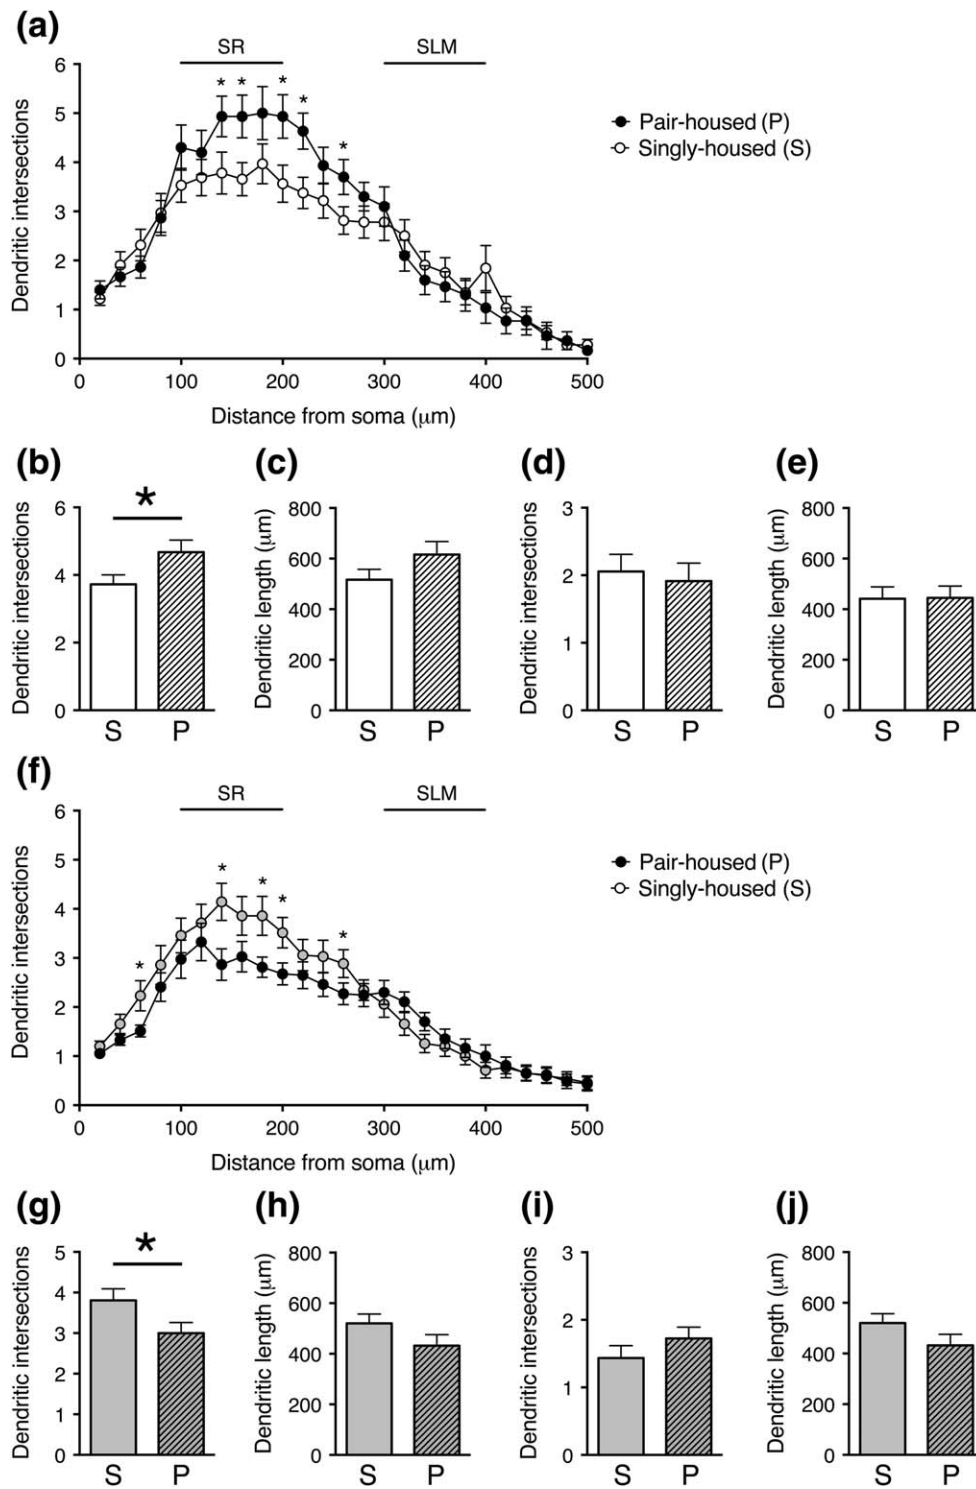 (a)
SR SLM
6
5
4
3
2
1
0
* * * * *
Dendritic intersections
0 100 200 300 400 500
Distance from soma (μm)
Pair-housed (P)
Singly-housed (S)
(b) (c) (d) (e)
*
Dendritic intersections
6
4
2
0
S P
Dendritic length (μm)
800
600
400
200
0
S P
Dendritic intersections
3
2
1
0
S P
Dendritic length (μm)
800
600
400
200
0
S P
(f)
SR SLM
6
5
4
3
2
1
0
* * * * *
Dendritic intersections
0 100 200 300 400 500
Distance from soma (μm)
Pair-housed (P)
Singly-housed (S)
(g) (h) (i) (j)
*
Dendritic intersections
5
4
3
2
1
0
S P
Dendritic length (μm)
800
600
400
200
0
S P
Dendritic intersections
3
2
1
0
S P
Dendritic length (μm)
800
600
400
200
0
S P